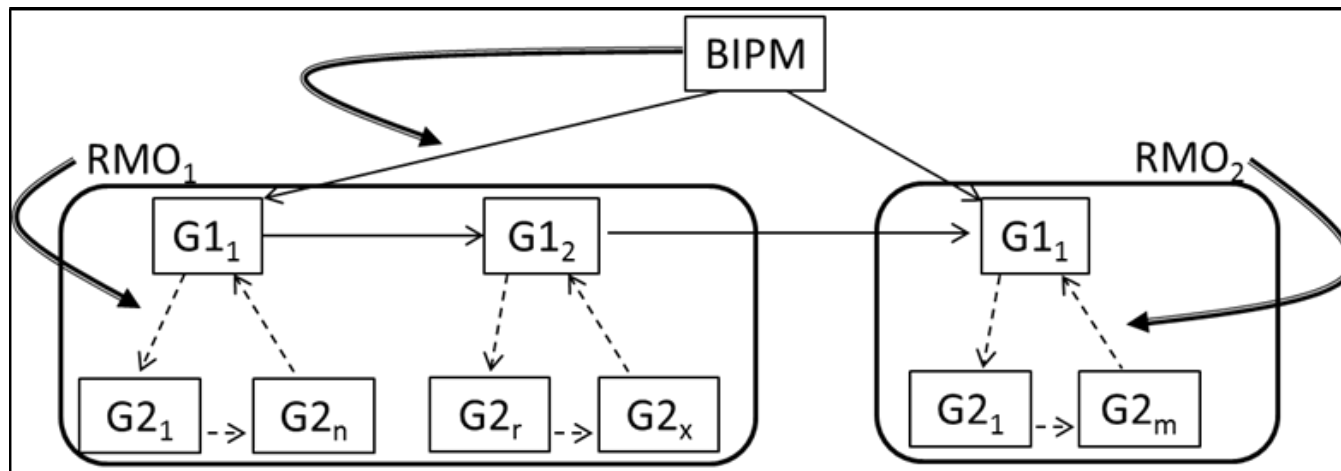 BIPM
RMO₁
RMO₂
G1₁
G1₂
G1₁
G2₁
G2ₙ
G2ᵣ
G2ₓ
G2₁
G2ₘ